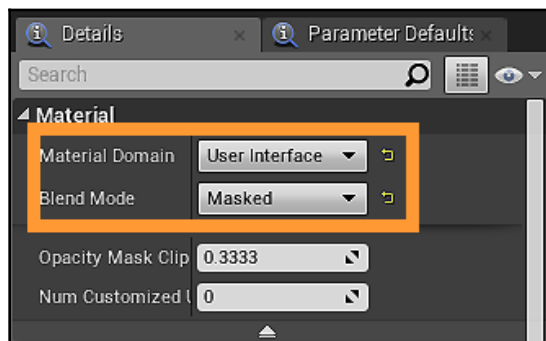 Details Parameter Defaults
Search
Material
Material Domain User Interface
Blend Mode Masked
Opacity Mask Clip 0.3333
Num Customized 0